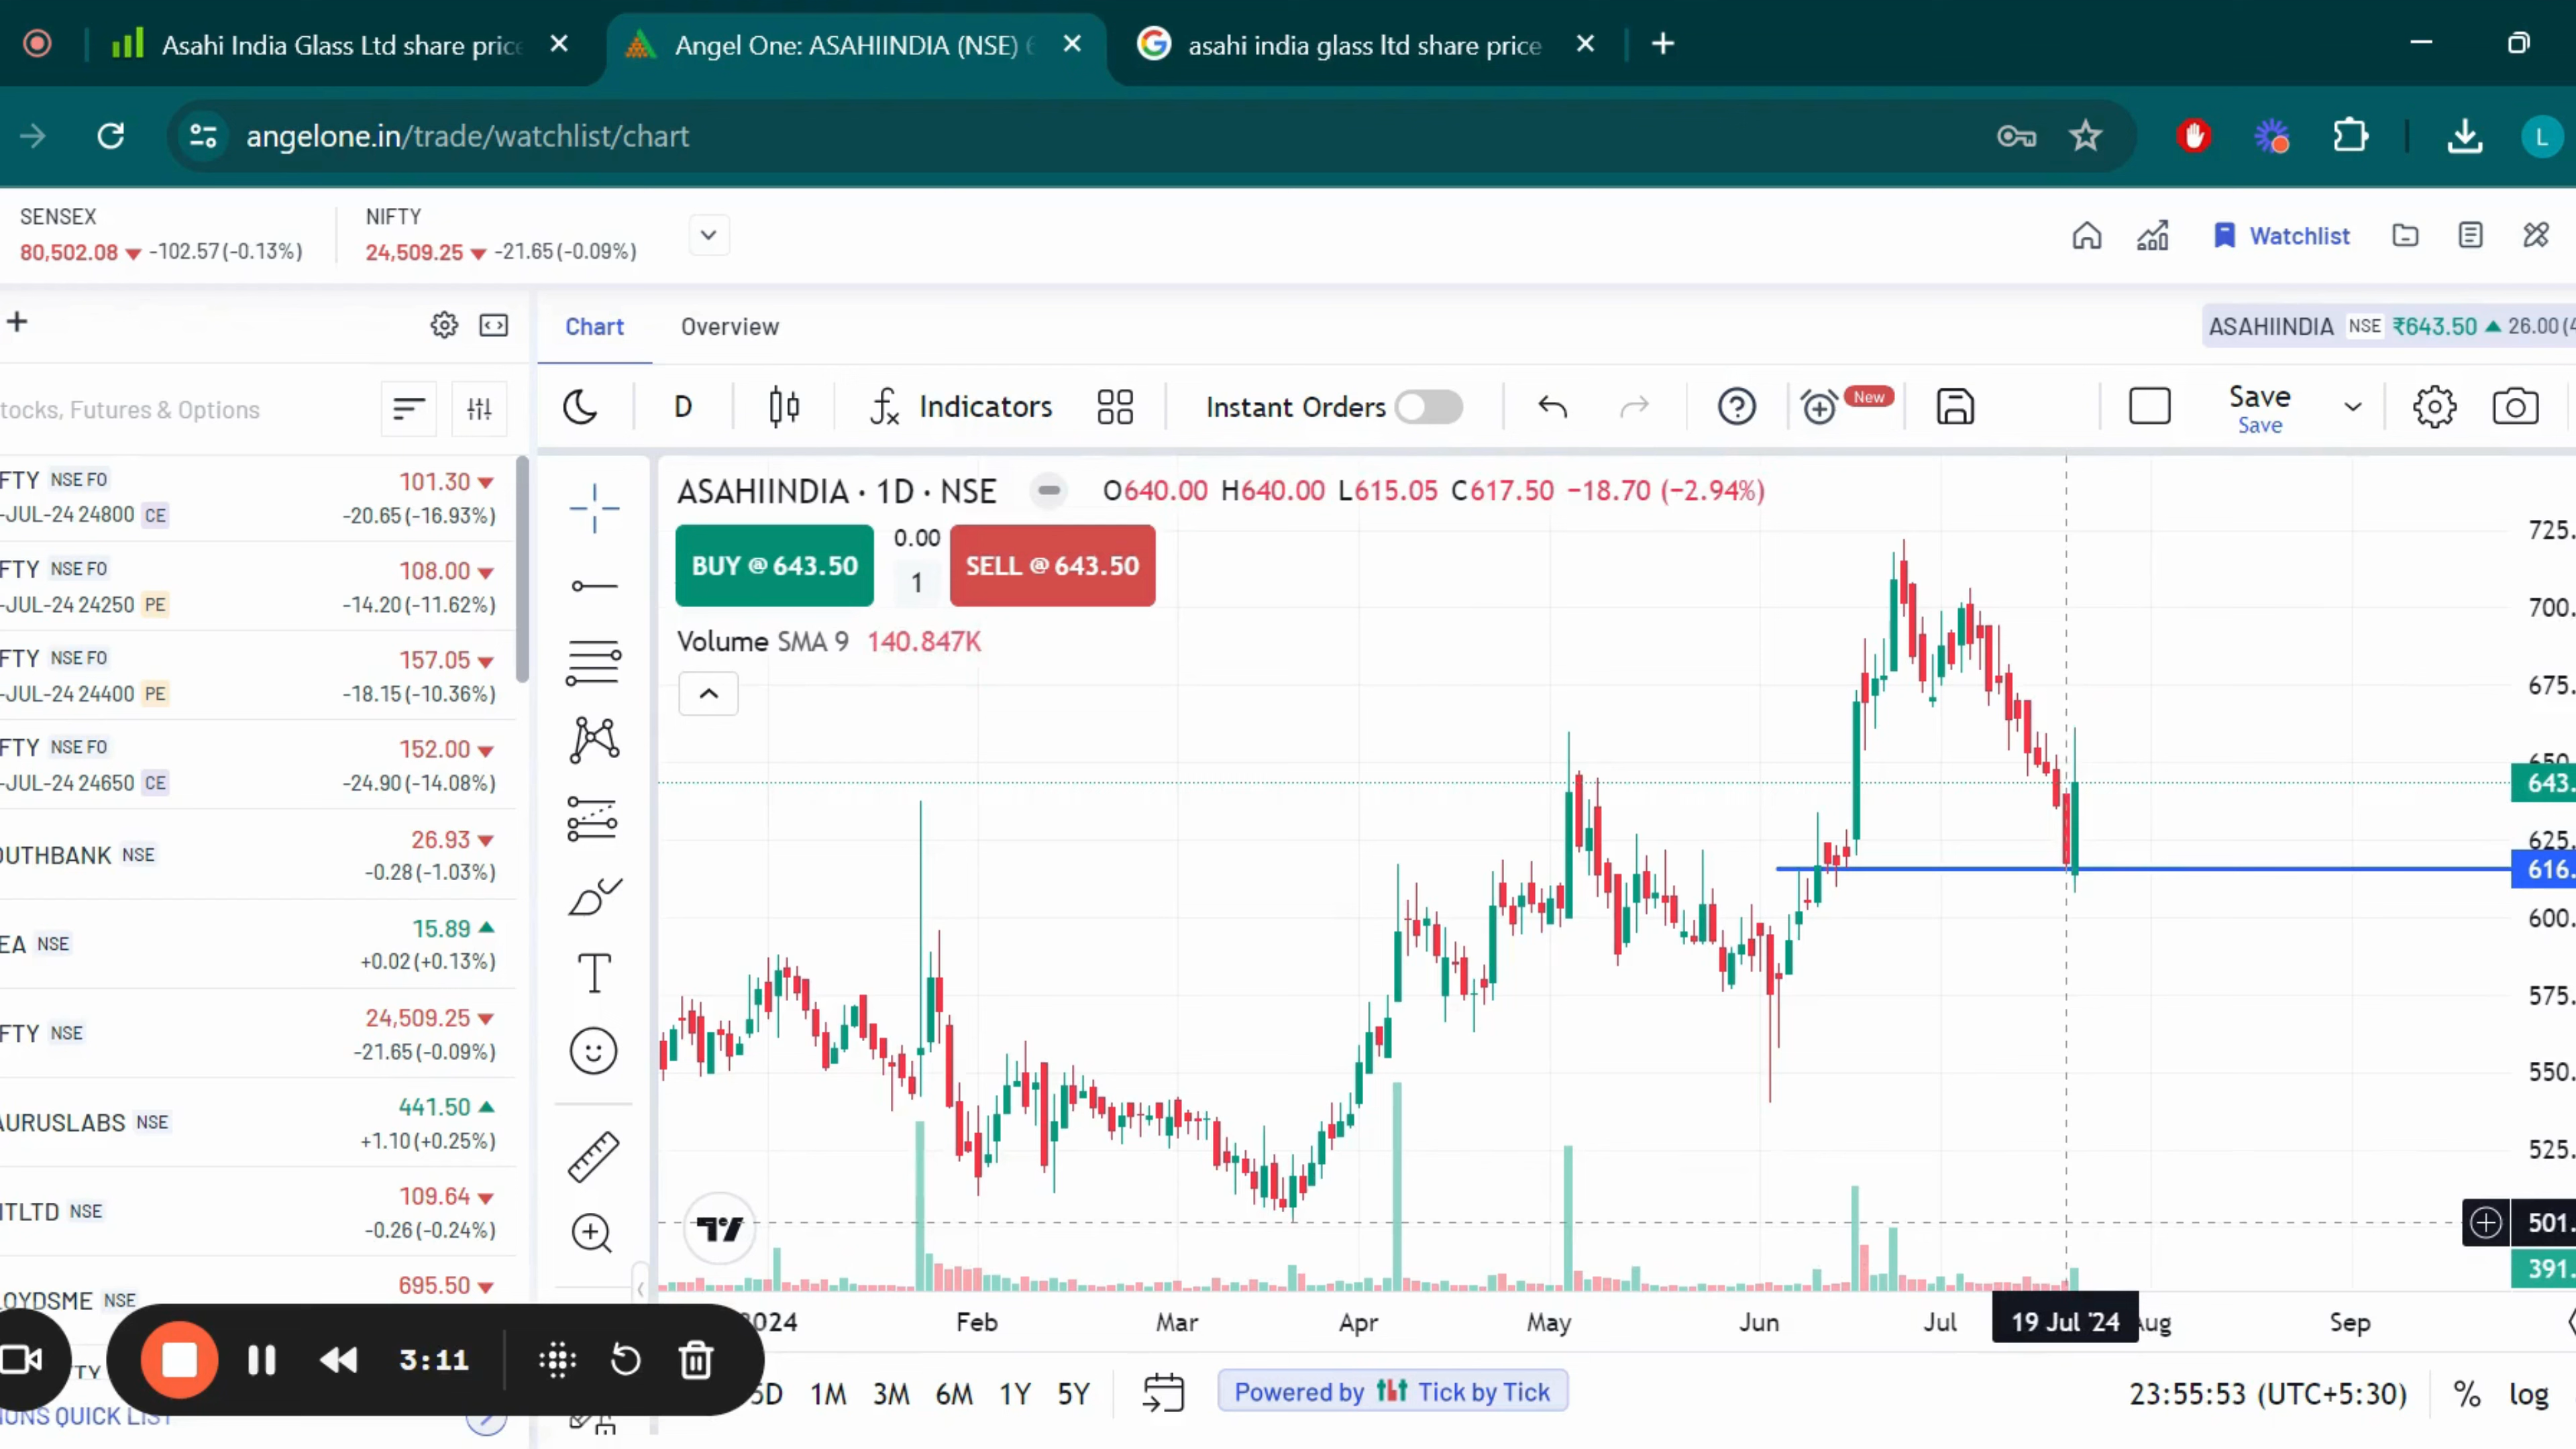 Asahi India Glass Ltd share price
Angel One: ASAHIINDIA (NSE)
asahi india glass ltd share price
angelone.in/trade/watchlist/chart
L
SENSEX
80,502.08 -102.57(-0.13%)
NIFTY
24,509.25 -21.65(-0.09%)
Watchlist
Chart
Overview
ASAHIINDIA NSE ₹643.50 26.00
tocks, Futures & Options
D
Indicators
Instant Orders
New
Save
Save
FTY NSE FO 101.30
-JUL-24 24800 CE -20.65(-16.93%)
FTY NSE FO 108.00
-JUL-24 24250 PE -14.20(-11.62%)
FTY NSE FO 157.05
-JUL-24 24400 PE -18.15(-10.36%)
FTY NSE FO 152.00
-JUL-24 24650 CE -24.90(-14.08%)
OUTHBANK NSE 26.93
-0.28(-1.03%)
EA NSE 15.89
+0.02(+0.13%)
FTY NSE 24,509.25
-21.65(-0.09%)
AURUSLABS NSE 441.50
+1.10(+0.25%)
ITLTD NSE 109.64
-0.26(-0.24%)
OYDSME NSE 695.50
TY
IONS QUICK LIST
3:11
ASAHIINDIA · 1D · NSE O640.00 H640.00 L615.05 C617.50 −18.70 (−2.94%)
BUY @ 643.50
0.00
1
SELL @ 643.50
Volume SMA 9 140.847K
725.
700.
675.
650.
643.
625.
616.
600.
575.
550.
525.
501.
391.
2024 Feb Mar Apr May Jun Jul 19 Jul '24 Aug Sep
5D 1M 3M 6M 1Y 5Y
Powered by Tick by Tick
23:55:53 (UTC+5:30) % log